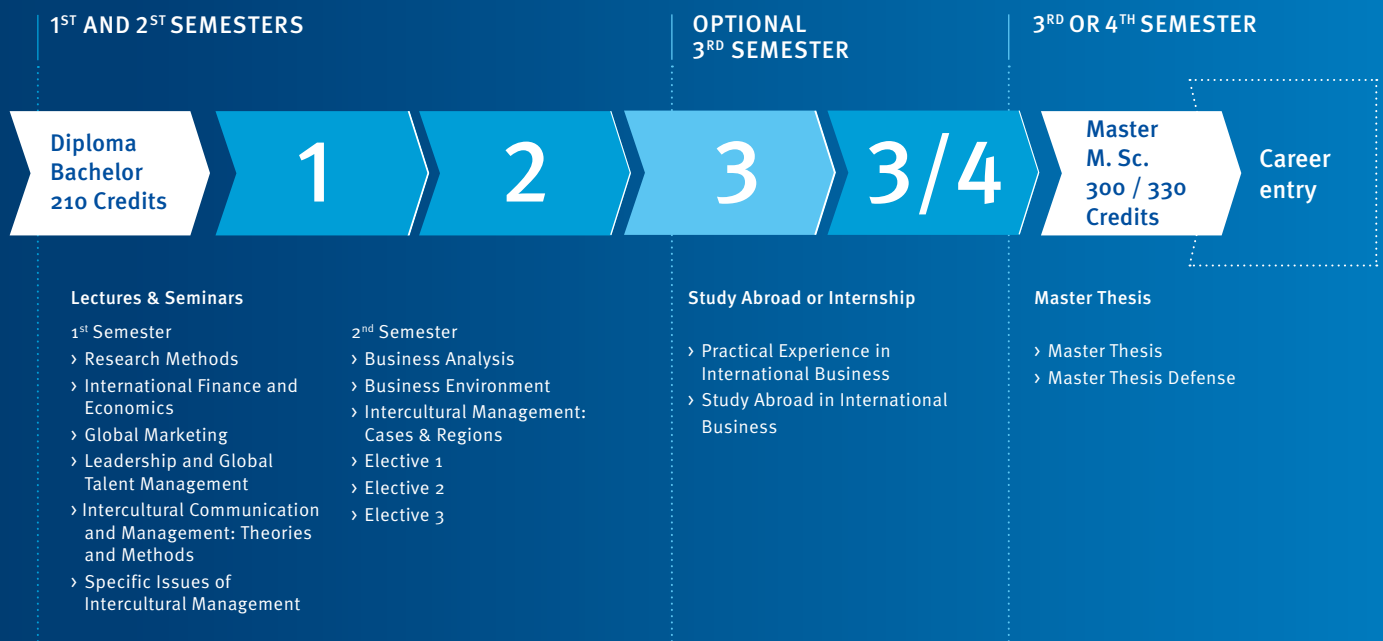 1ST AND 2ST SEMESTERS
OPTIONAL
3RD SEMESTER
3RD OR 4TH SEMESTER
Diploma
Bachelor
210 Credits
1
2
3
3/4
Master
M. Sc.
300 / 330
Credits
Career
entry
Lectures & Seminars
1st Semester
› Research Methods
› International Finance and
Economics
› Global Marketing
› Leadership and Global
Talent Management
› Intercultural Communication
and Management: Theories
and Methods
› Specific Issues of
Intercultural Management
2nd Semester
› Business Analysis
› Business Environment
› Intercultural Management:
Cases & Regions
› Elective 1
› Elective 2
› Elective 3
Study Abroad or Internship
› Practical Experience in
International Business
› Study Abroad in International
Business
Master Thesis
› Master Thesis
› Master Thesis Defense